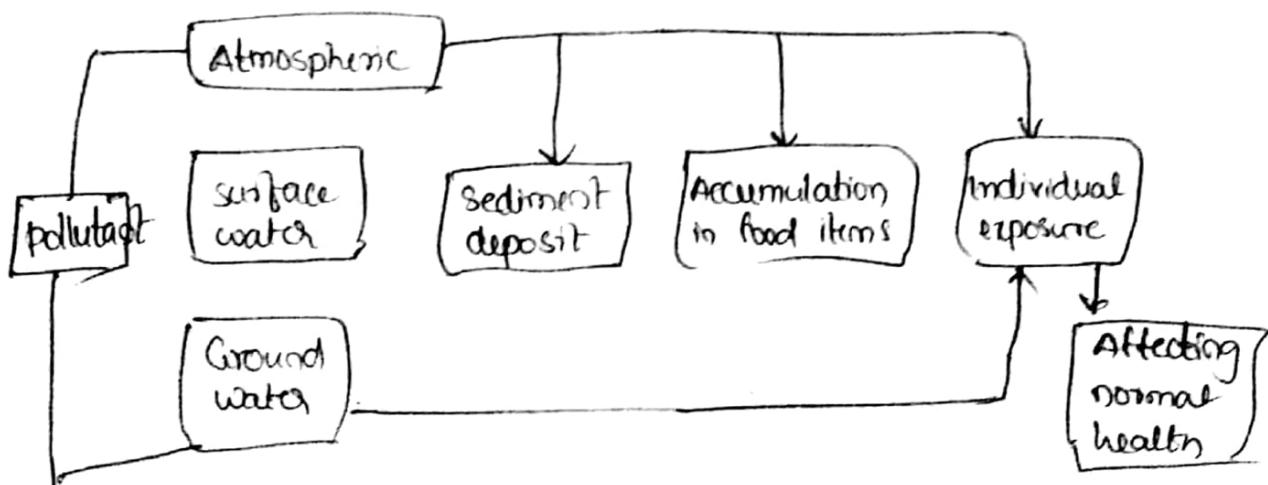 Atmospheric
pollutant
surface
water
Sediment
deposit
Accumulation
in food items
Individual
exposure
Ground
water
Affecting
normal
health